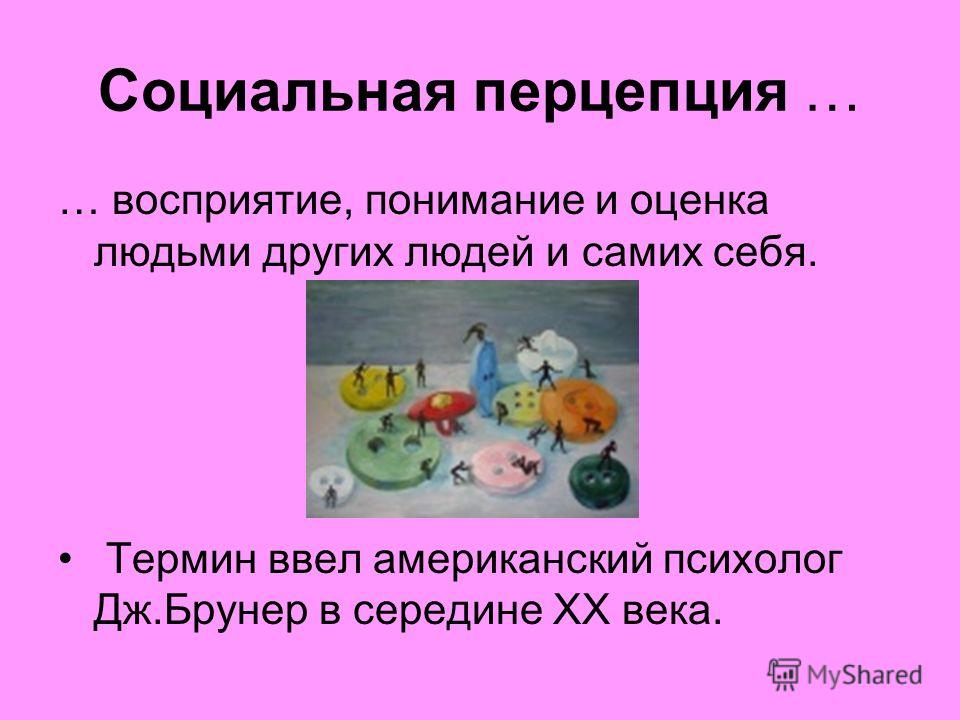 Социальная перцепция …
… восприятие, понимание и оценка
людьми других людей и самих себя.
• Термин ввел американский психолог
Дж.Брунер в середине XX века.
MyShared